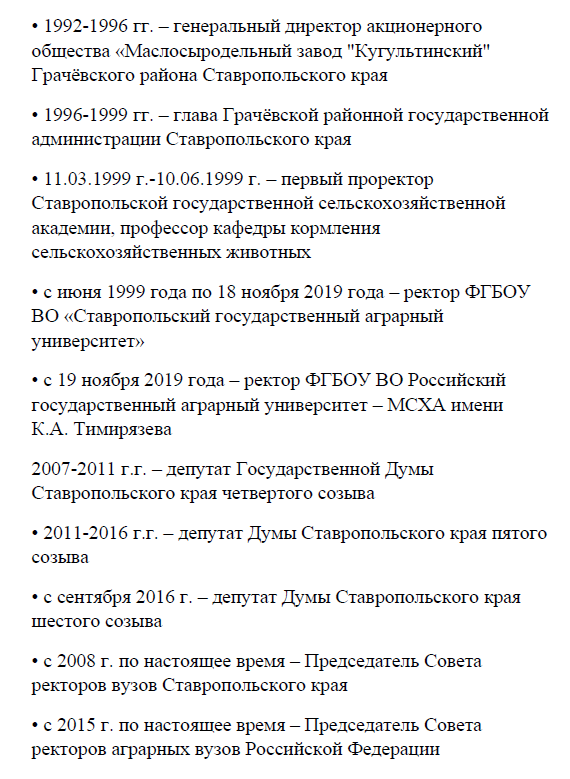 • 1992-1996 гг. – генеральный директор акционерного
общества «Маслосыродельный завод "Кугультинский"
Грачёвского района Ставропольского края
• 1996-1999 гг. – глава Грачёвской районной государственной
администрации Ставропольского края
• 11.03.1999 г.-10.06.1999 г. – первый проректор
Ставропольской государственной сельскохозяйственной
академии, профессор кафедры кормления
сельскохозяйственных животных
• с июня 1999 года по 18 ноября 2019 года – ректор ФГБОУ
ВО «Ставропольский государственный аграрный
университет»
• с 19 ноября 2019 года – ректор ФГБОУ ВО Российский
государственный аграрный университет – МСХА имени
К.А. Тимирязева
2007-2011 г.г. – депутат Государственной Думы
Ставропольского края четвертого созыва
• 2011-2016 г.г. – депутат Думы Ставропольского края пятого
созыва
• с сентября 2016 г. – депутат Думы Ставропольского края
шестого созыва
• с 2008 г. по настоящее время – Председатель Совета
ректоров вузов Ставропольского края
• с 2015 г. по настоящее время – Председатель Совета
ректоров аграрных вузов Российской Федерации